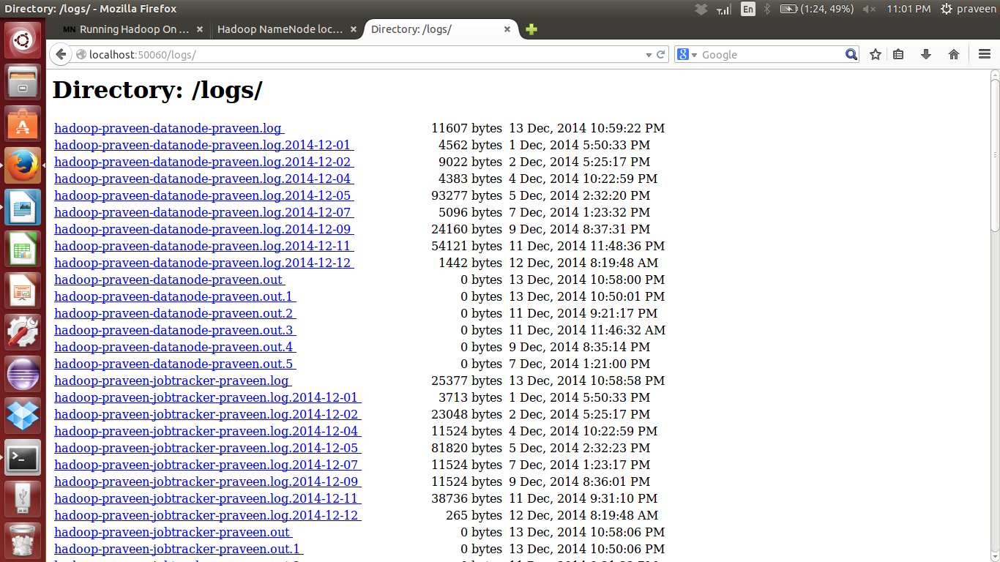 Directory: /logs/ - Mozilla Firefox
En (1:24, 49%) 11:01 PM praveen
MN Running Hadoop On ... Hadoop NameNode loc... Directory: /logs/
localhost:50060/logs/ Google
Directory: /logs/
hadoop-praveen-datanode-praveen.log 11607 bytes 13 Dec, 2014 10:59:22 PM
hadoop-praveen-datanode-praveen.log.2014-12-01 4562 bytes 1 Dec, 2014 5:50:33 PM
hadoop-praveen-datanode-praveen.log.2014-12-02 9022 bytes 2 Dec, 2014 5:25:17 PM
hadoop-praveen-datanode-praveen.log.2014-12-04 4383 bytes 4 Dec, 2014 10:22:59 PM
hadoop-praveen-datanode-praveen.log.2014-12-05 93277 bytes 5 Dec, 2014 2:32:20 PM
hadoop-praveen-datanode-praveen.log.2014-12-07 5096 bytes 7 Dec, 2014 1:23:32 PM
hadoop-praveen-datanode-praveen.log.2014-12-09 24160 bytes 9 Dec, 2014 8:37:31 PM
hadoop-praveen-datanode-praveen.log.2014-12-11 54121 bytes 11 Dec, 2014 11:48:36 PM
hadoop-praveen-datanode-praveen.log.2014-12-12 1442 bytes 12 Dec, 2014 8:19:48 AM
hadoop-praveen-datanode-praveen.out 0 bytes 13 Dec, 2014 10:58:00 PM
hadoop-praveen-datanode-praveen.out.1 0 bytes 13 Dec, 2014 10:50:01 PM
hadoop-praveen-datanode-praveen.out.2 0 bytes 11 Dec, 2014 9:21:17 PM
hadoop-praveen-datanode-praveen.out.3 0 bytes 11 Dec, 2014 11:46:32 AM
hadoop-praveen-datanode-praveen.out.4 0 bytes 9 Dec, 2014 8:35:14 PM
hadoop-praveen-datanode-praveen.out.5 0 bytes 7 Dec, 2014 1:21:00 PM
hadoop-praveen-jobtracker-praveen.log 25377 bytes 13 Dec, 2014 10:58:58 PM
hadoop-praveen-jobtracker-praveen.log.2014-12-01 3713 bytes 1 Dec, 2014 5:50:33 PM
hadoop-praveen-jobtracker-praveen.log.2014-12-02 23048 bytes 2 Dec, 2014 5:25:17 PM
hadoop-praveen-jobtracker-praveen.log.2014-12-04 11524 bytes 4 Dec, 2014 10:22:59 PM
hadoop-praveen-jobtracker-praveen.log.2014-12-05 81820 bytes 5 Dec, 2014 2:32:23 PM
hadoop-praveen-jobtracker-praveen.log.2014-12-07 11524 bytes 7 Dec, 2014 1:23:17 PM
hadoop-praveen-jobtracker-praveen.log.2014-12-09 11524 bytes 9 Dec, 2014 8:36:01 PM
hadoop-praveen-jobtracker-praveen.log.2014-12-11 38736 bytes 11 Dec, 2014 9:31:10 PM
hadoop-praveen-jobtracker-praveen.log.2014-12-12 265 bytes 12 Dec, 2014 8:19:48 AM
hadoop-praveen-jobtracker-praveen.out 0 bytes 13 Dec, 2014 10:58:06 PM
hadoop-praveen-jobtracker-praveen.out.1 0 bytes 13 Dec, 2014 10:50:06 PM